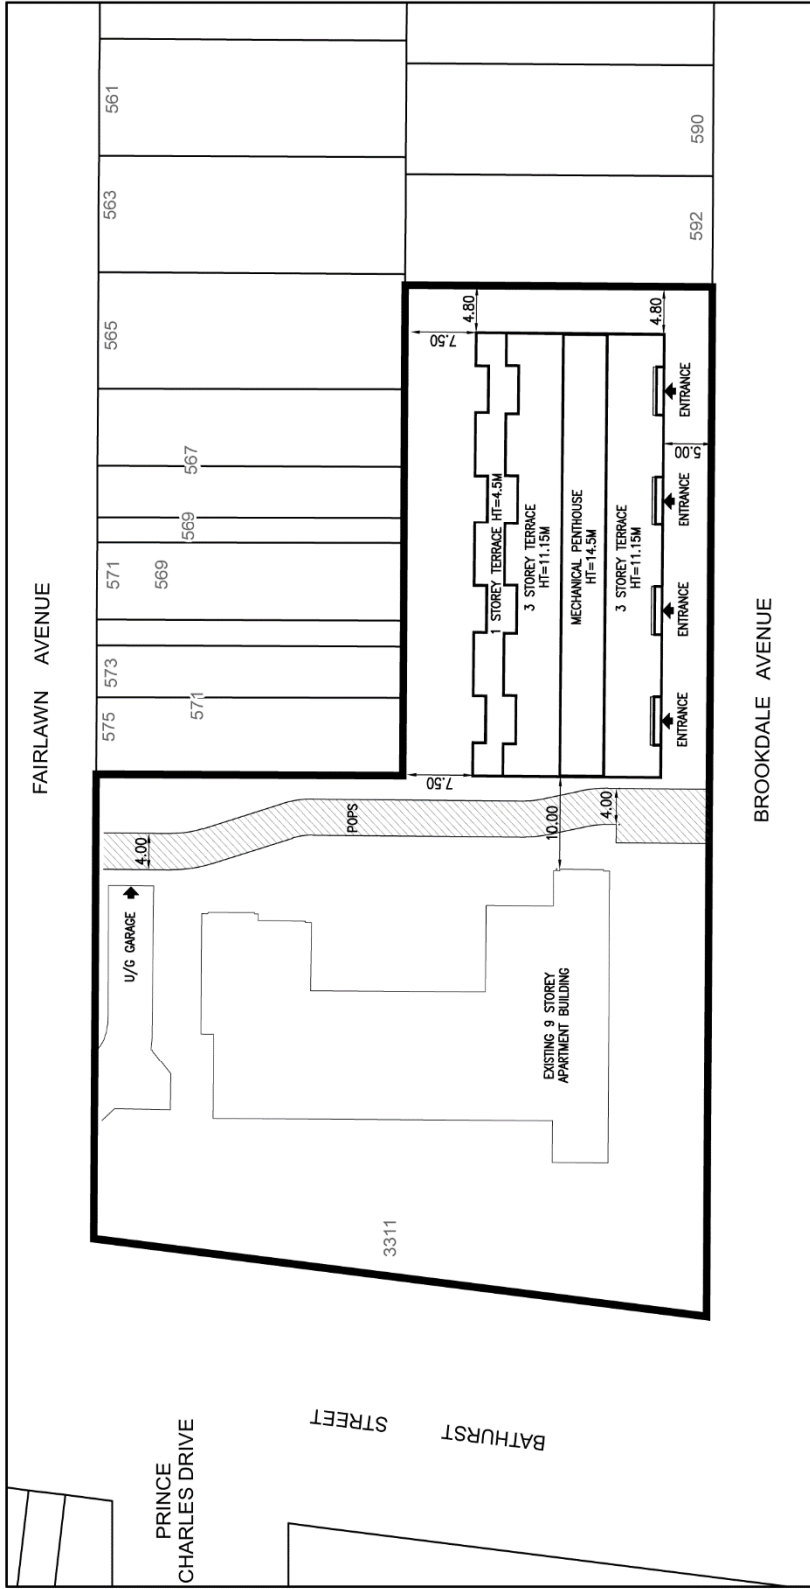 FAIRLAWN AVENUE
561
563
565
567
569
571
569
573
575
571
590
592
4.80
7.50
4.80
1 STOREY TERRACE HT=4.5M
3 STOREY TERRACE
HT=11.15M
MECHANICAL PENTHOUSE
HT=14.5M
3 STOREY TERRACE
HT=11.15M
ENTRANCE
ENTRANCE
ENTRANCE
ENTRANCE
5.00
7.50
POPS
10.00
4.00
4.00
U/G GARAGE
EXISTING 9 STOREY
APARTMENT BUILDING
3311
BROOKDALE AVENUE
BATHURST STREET
PRINCE
CHARLES DRIVE